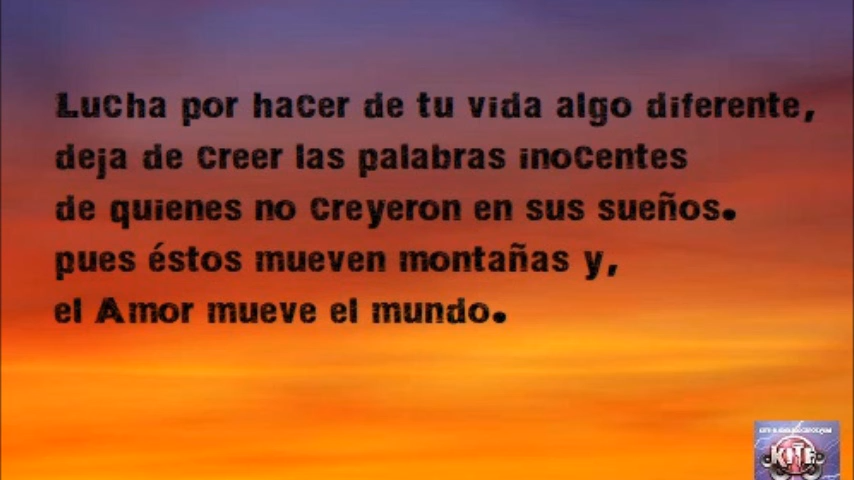 Lucha por hacer de tu vida algo diferente,
deja de creer las palabras inocentes
de quienes no creyeron en sus sueños.
pues éstos mueven montañas y,
el Amor mueve el mundo.
KITE